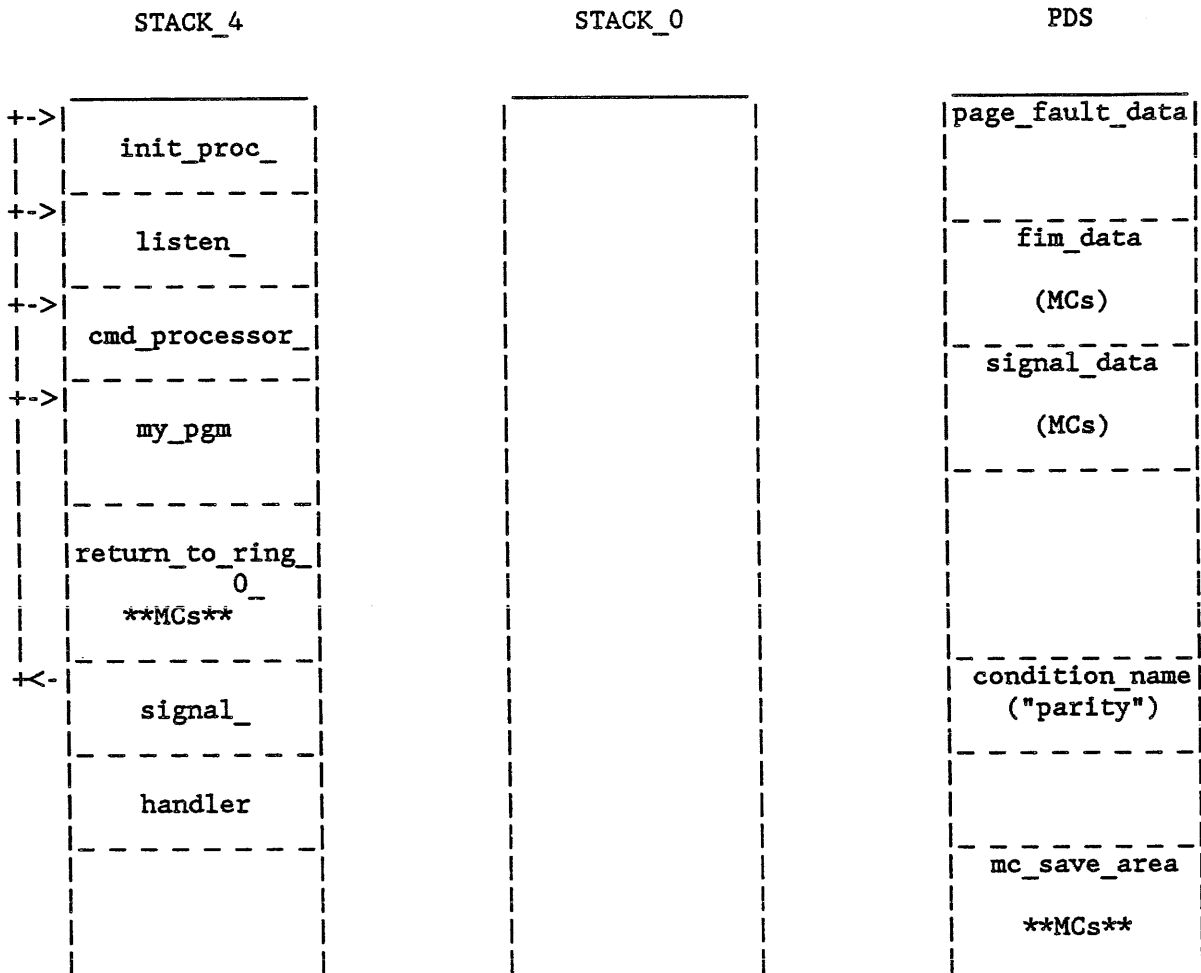 STACK_4 STACK_0 PDS
page_fault_data
init_proc_
listen_
fim_data
(MCs)
cmd_processor_
signal_data
my_pgm
(MCs)
return_to_ring_
0_
**MCs**
condition_name
("parity")
signal_
handler
mc_save_area
**MCs**